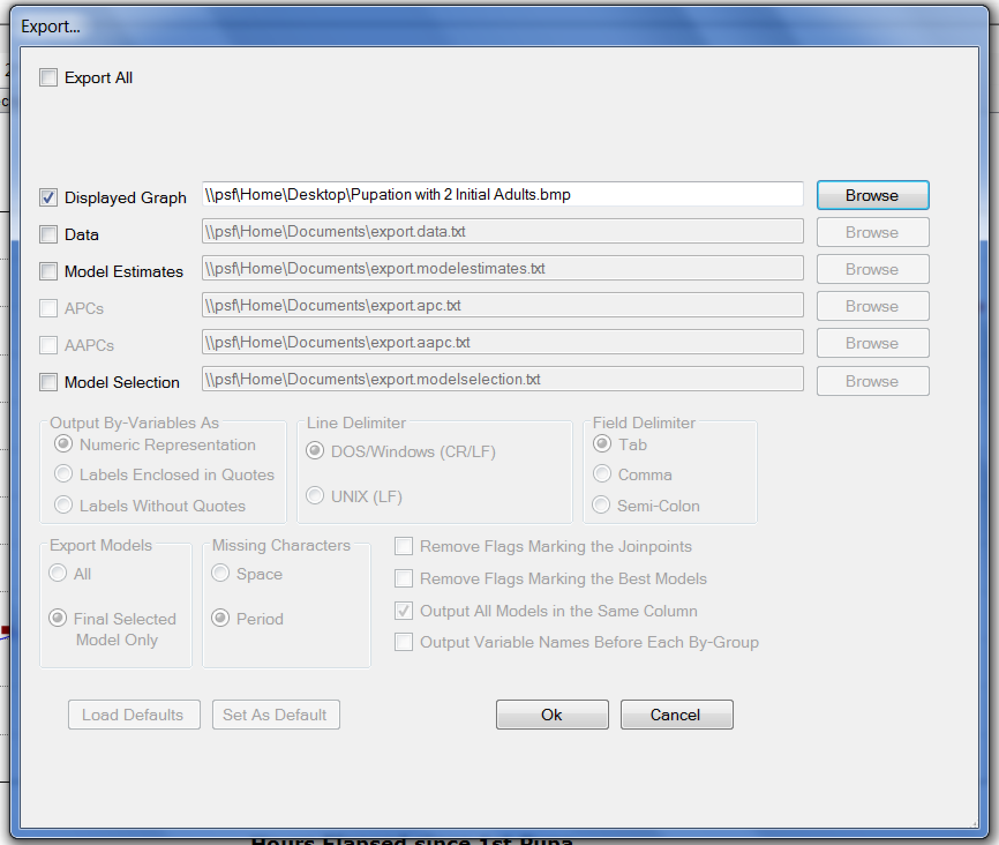 Export...
Export All
Displayed Graph \\psf\Home\Desktop\Pupation with 2 Initial Adults.bmp Browse
Data \\psf\Home\Documents\export.data.txt Browse
Model Estimates \\psf\Home\Documents\export.modelestimates.txt Browse
APCs \\psf\Home\Documents\export.apc.txt Browse
AAPCs \\psf\Home\Documents\export.aapc.txt Browse
Model Selection \\psf\Home\Documents\export.modelselection.txt Browse
Output By-Variables As
Numeric Representation
Labels Enclosed in Quotes
Labels Without Quotes
Line Delimiter
DOS/Windows (CR/LF)
UNIX (LF)
Field Delimiter
Tab
Comma
Semi-Colon
Export Models
All
Final Selected
Model Only
Missing Characters
Space
Period
Remove Flags Marking the Joinpoints
Remove Flags Marking the Best Models
Output All Models in the Same Column
Output Variable Names Before Each By-Group
Load Defaults Set As Default Ok Cancel
Hours Elapsed since 1st Pupa